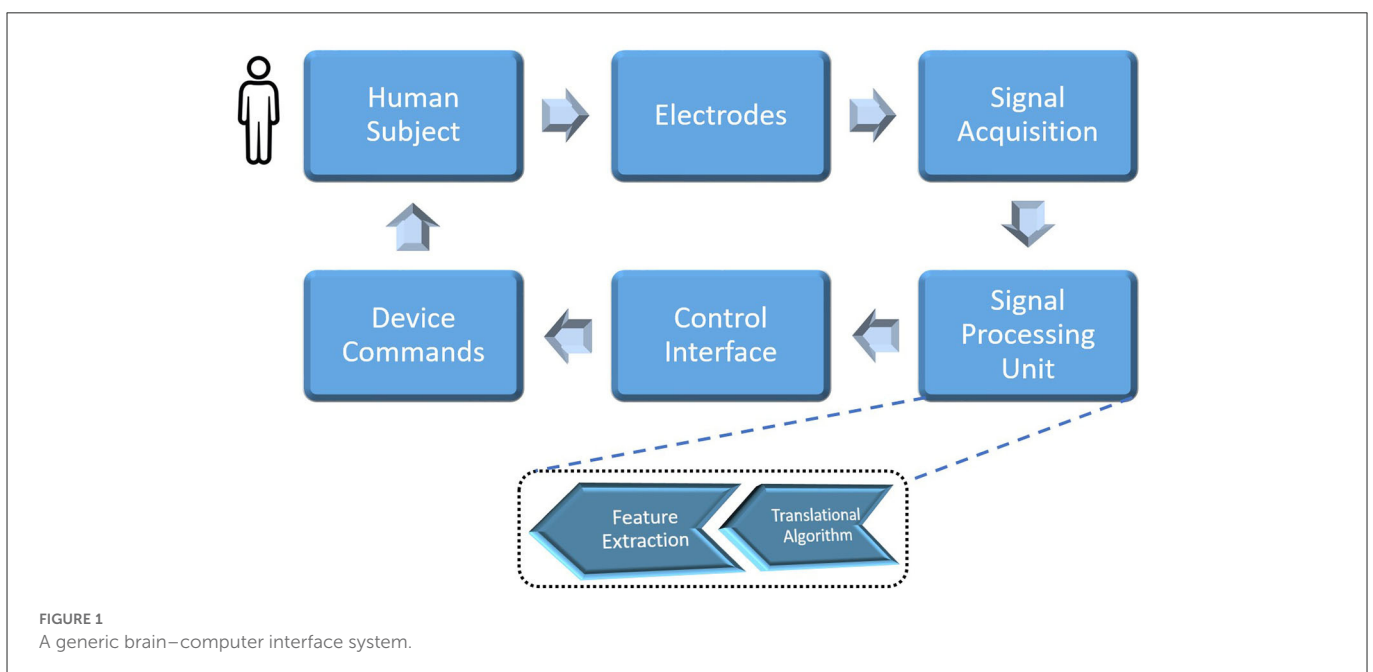 Human
Subject
Electrodes
Signal
Acquisition
Device
Commands
Control
Interface
Signal
Processing
Unit
Feature
Extraction
Translational
Algorithm
FIGURE 1
A generic brain–computer interface system.